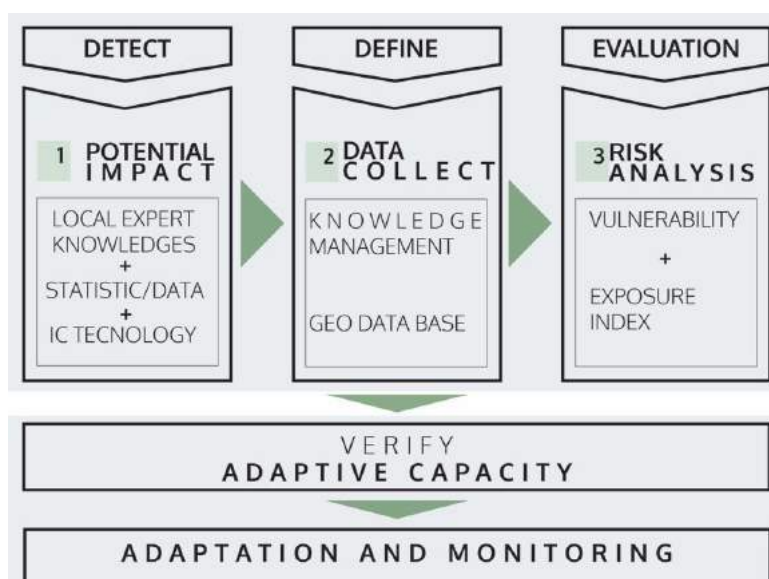 DETECT
DEFINE
EVALUATION
1 POTENTIAL
IMPACT
LOCAL EXPERT
KNOWLEDGES
+
STATISTIC/DATA
+
IC TECNOLOGY
2 DATA
COLLECT
KNOWLEDGE
MANAGEMENT
GEO DATA BASE
3 RISK
ANALYSIS
VULNERABILITY
+
EXPOSURE
INDEX
VERIFY
ADAPTIVE CAPACITY
ADAPTATION AND MONITORING